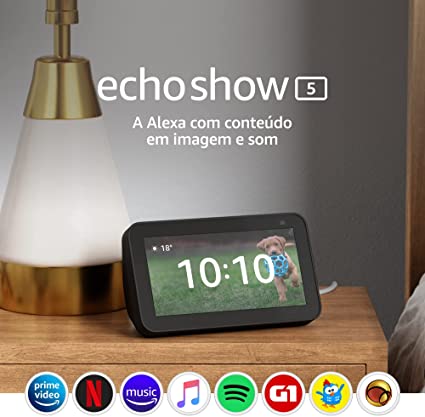 echo show 5
A Alexa com conteúdo
em imagem e som
18°
10:10
prime
video
N
music
G1